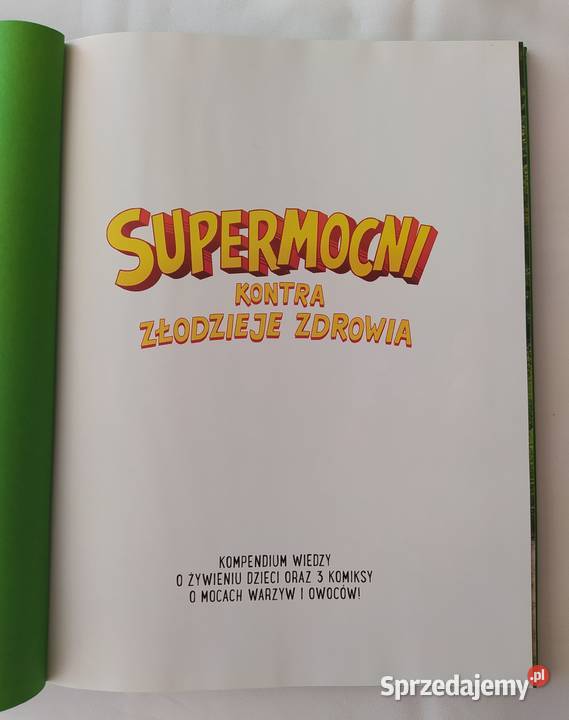 SUPERMOCNI
KONTRA
ZŁODZIEJE ZDROWIA
KOMPENDIUM WIEDZY
O ŻYWIENIU DZIECI ORAZ 3 KOMIKSY
O MOCACH WARZYW I OWOCÓW!
Sprzedajemy.pl